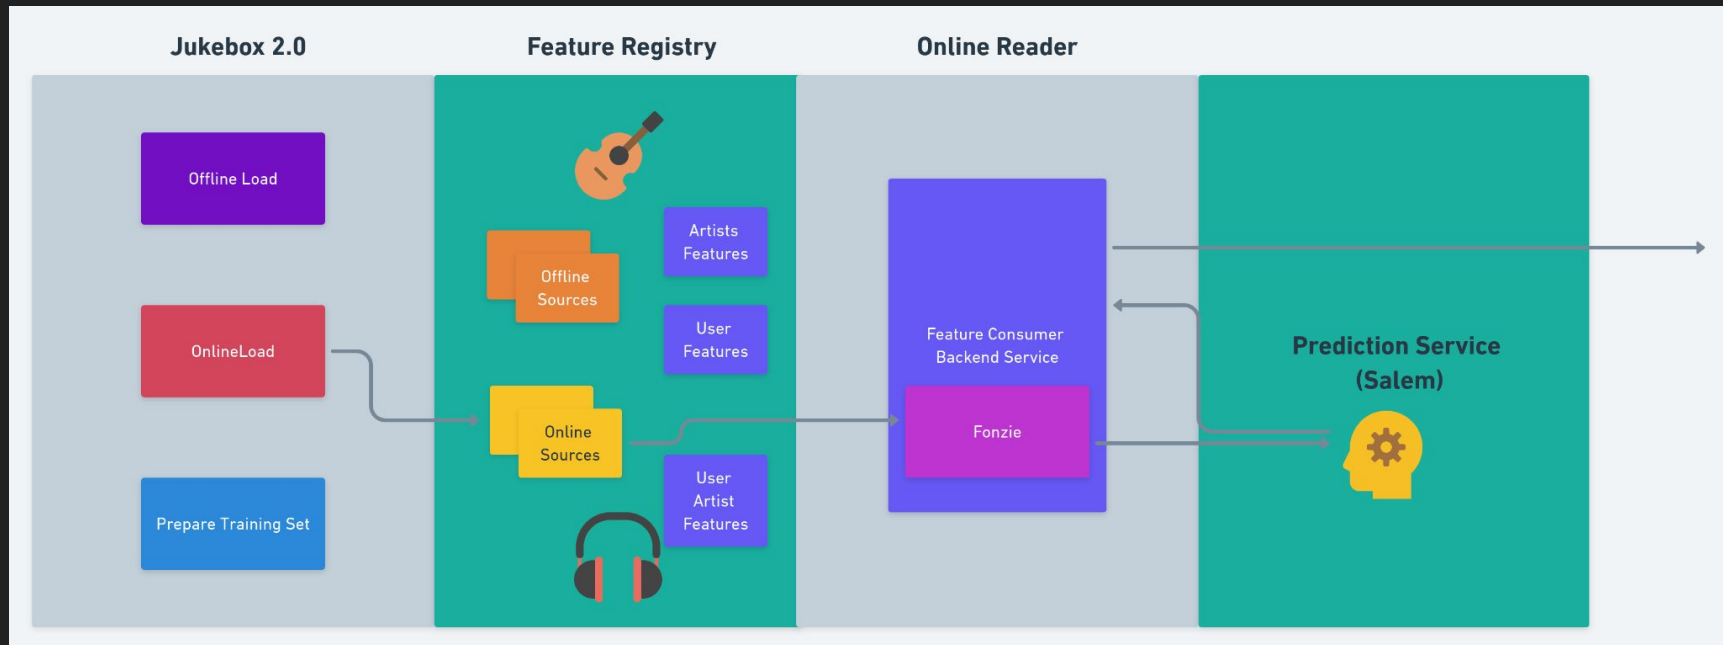 Jukebox 2.0
Feature Registry
Online Reader
Offline Load
OnlineLoad
Prepare Training Set
Artists
Features
Offline
Sources
User
Features
Online
Sources
User
Artist
Features
Feature Consumer
Backend Service
Fonzie
Prediction Service
(Salem)